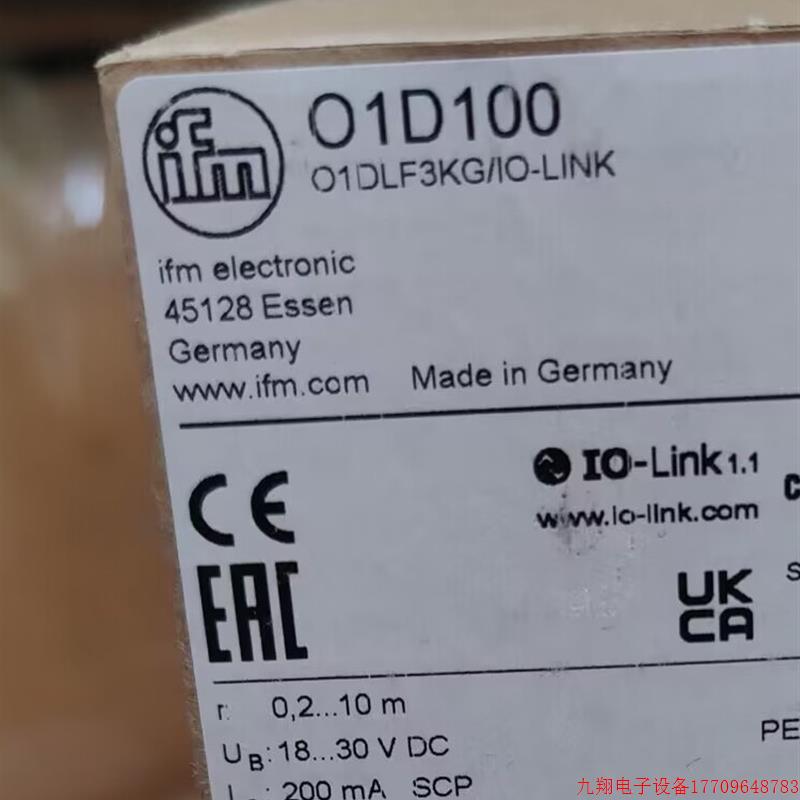 ifm
O1D100
O1DLF3KG/IO-LINK
ifm electronic
45128 Essen
Germany
www.ifm.com Made in Germany
CE
IO-Link 1.1
www.io-link.com
EAC
UK
CA
r: 0,2...10 m
UB: 18...30 V DC
PE
200 mA SCP
九翔电子设备17709648783